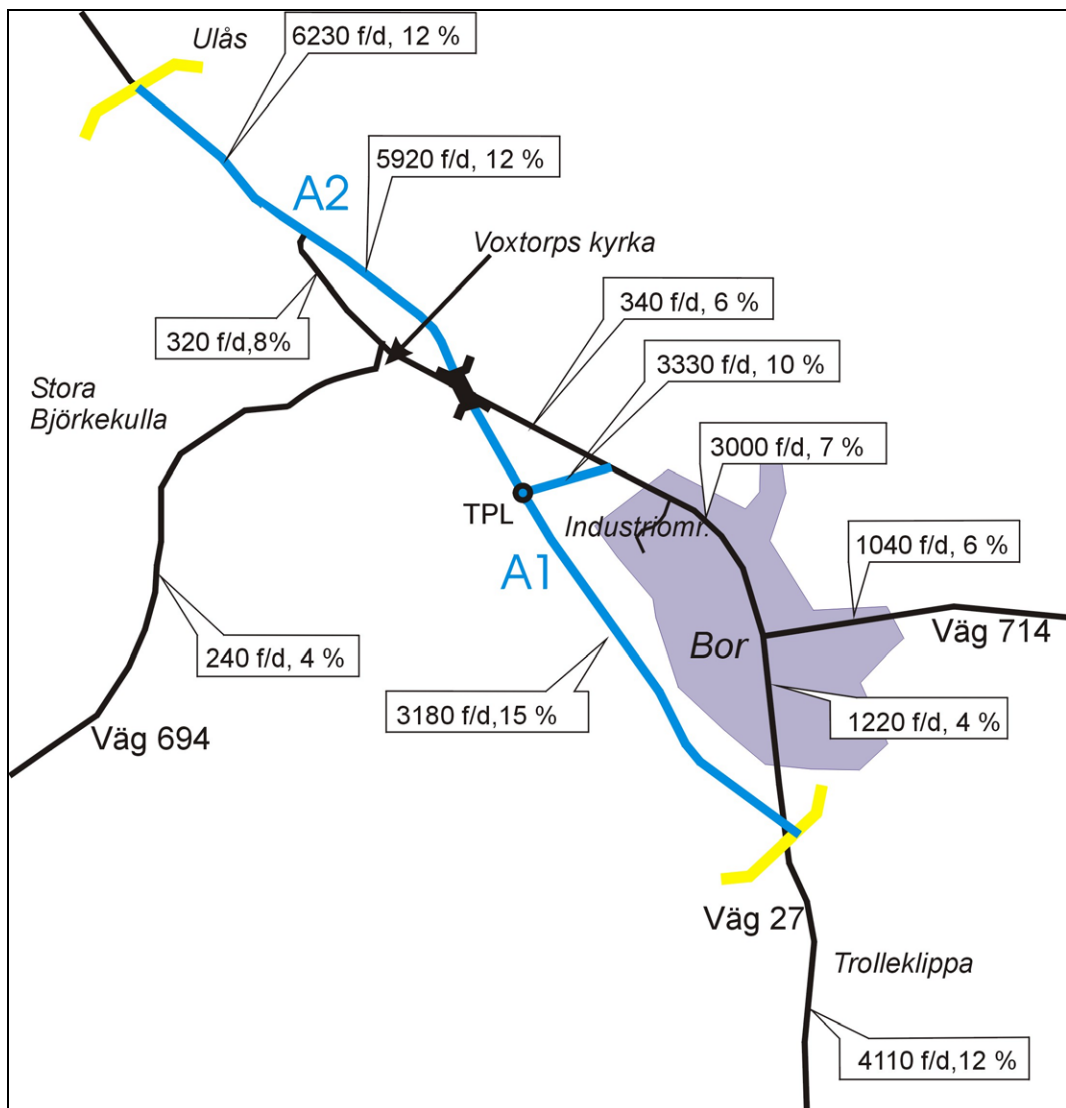 Ulås
6230 f/d, 12 %
5920 f/d, 12 %
A2
Voxtorps kyrka
340 f/d, 6 %
320 f/d,8%
3330 f/d, 10 %
Stora
Björkekulla
3000 f/d, 7 %
TPL
Industriomr.
1040 f/d, 6 %
A1
Bor
Väg 714
240 f/d, 4 %
3180 f/d,15 %
1220 f/d, 4 %
Väg 694
Väg 27
Trolleklippa
4110 f/d,12 %